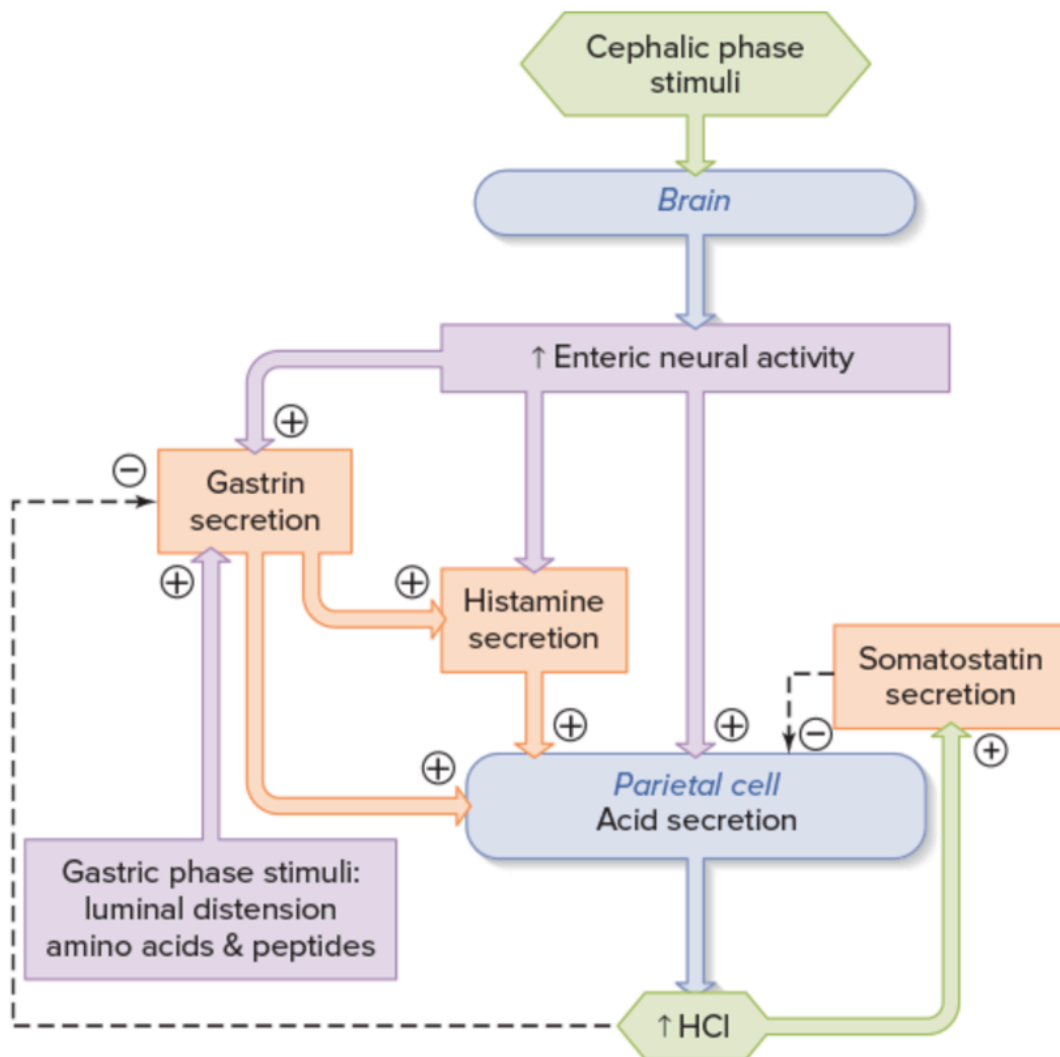 Cephalic phase
stimuli
Brain
↑ Enteric neural activity
+
−
Gastrin
secretion
+
+
Histamine
secretion
Somatostatin
secretion
+
+
−
+
+
Parietal cell
Acid secretion
Gastric phase stimuli:
luminal distension
amino acids & peptides
↑ HCl